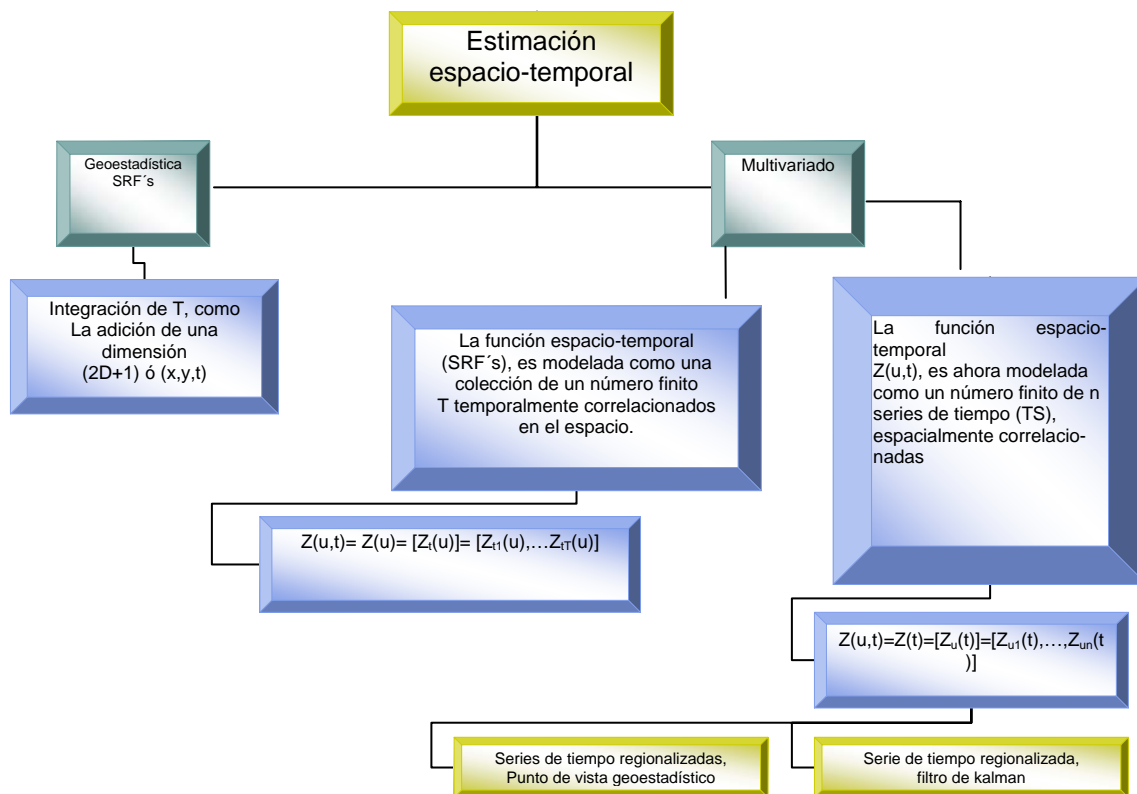 Estimación
espacio-temporal
Geoestadística
SRF´s
Multivariado
Integración de T, como
La adición de una
dimensión
(2D+1) ó (x,y,t)
La función espacio-temporal
(SRF´s), es modelada como una
colección de un número finito
T temporalmente correlacionados
en el espacio.
La función espacio-
temporal
Z(u,t), es ahora modelada
como un número finito de n
series de tiempo (TS),
espacialmente correlacio-
nadas
Z(u,t)= Z(u)= [Zt(u)]= [Zt1(u),…ZtT(u)]
Z(u,t)=Z(t)=[Zu(t)]=[Zu1(t),…,Zun(t
)]
Series de tiempo regionalizadas,
Punto de vista geoestadístico
Serie de tiempo regionalizada,
filtro de kalman